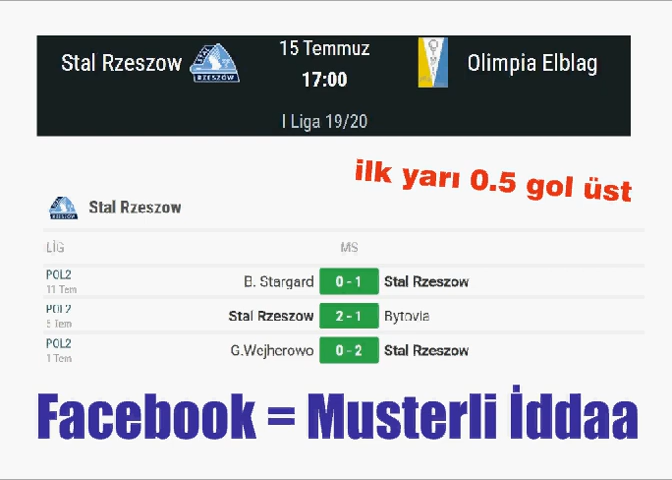 15 Temmuz
Stal Rzeszow RZESZÓW Olimpia Elblag
17:00
I Liga 19/20
ilk yarı 0.5 gol üst
Stal Rzeszow
LİG MS
POL2
11 Tem
B. Stargard 0 - 1 Stal Rzeszow
POL2
5 Tem
Stal Rzeszow 2 - 1 Bytovia
POL2
1 Tem
G.Wejherowo 0 - 2 Stal Rzeszow
Facebook = Musterli İddaa